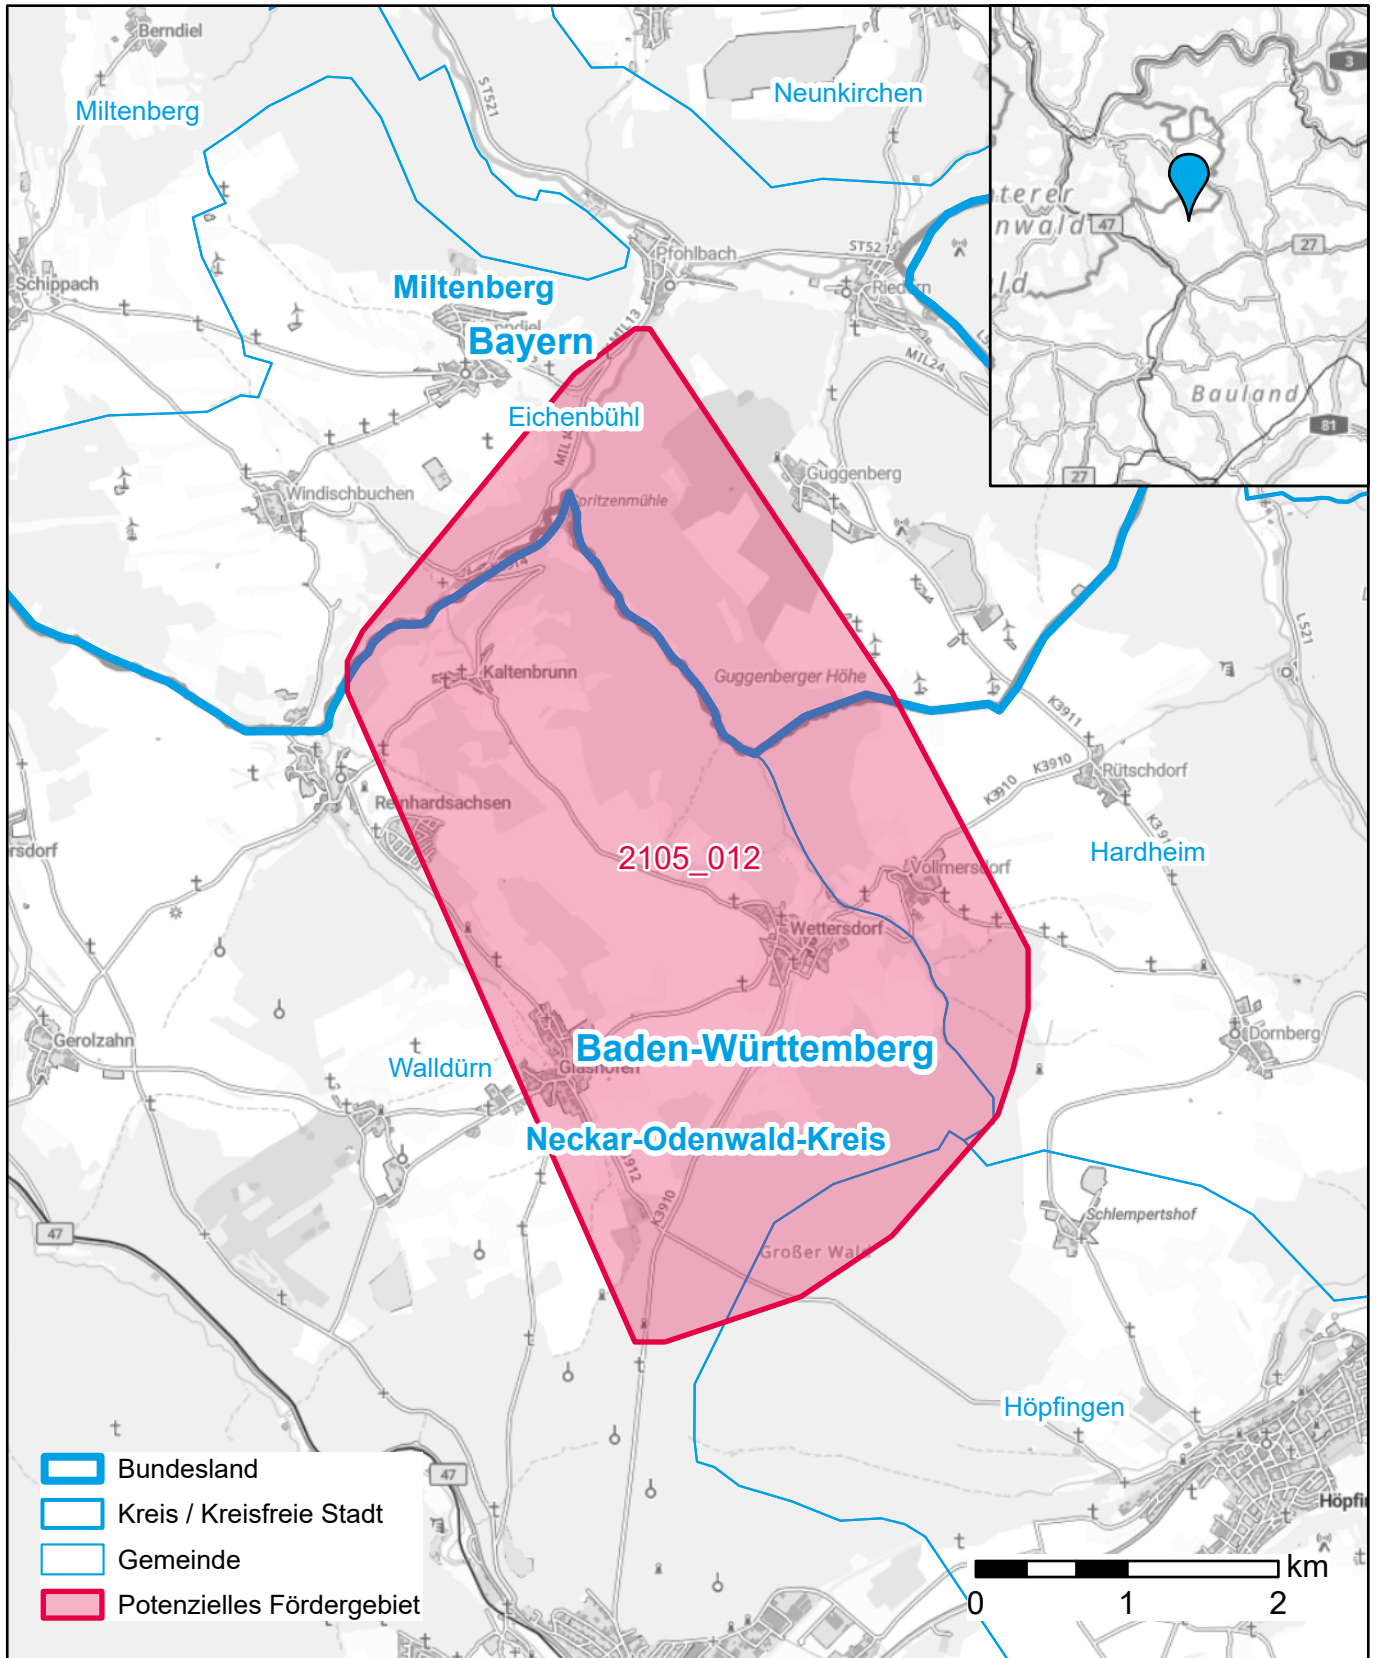 Berndiel
Miltenberg
ST521
Neunkirchen
3
terer
nwald
47
27
ld
Bauland
81
27
Pfohlbach
ST521
Riedern
Schippach
Miltenberg
MIL13
Bayern
MIL24
Eichenbühl
Guggenberg
Windischbuchen
Spritzenmühle
L521
Kaltenbrunn
Guggenberger Höhe
K3911
K3910
K3910
Rütschdorf
Reinhardsachsen
ersdorf
2105_012
Vollmersdorf
Hardheim
Wettersdorf
Gerolzahn
Walldürn
Baden-Württemberg
Glashofen
Dornberg
Neckar-Odenwald-Kreis
K3910
Schlempertshof
47
Großer Wald
Höpfingen
47
Höpfin
Bundesland
Kreis / Kreisfreie Stadt
Gemeinde
Potenzielles Fördergebiet
km
0 1 2